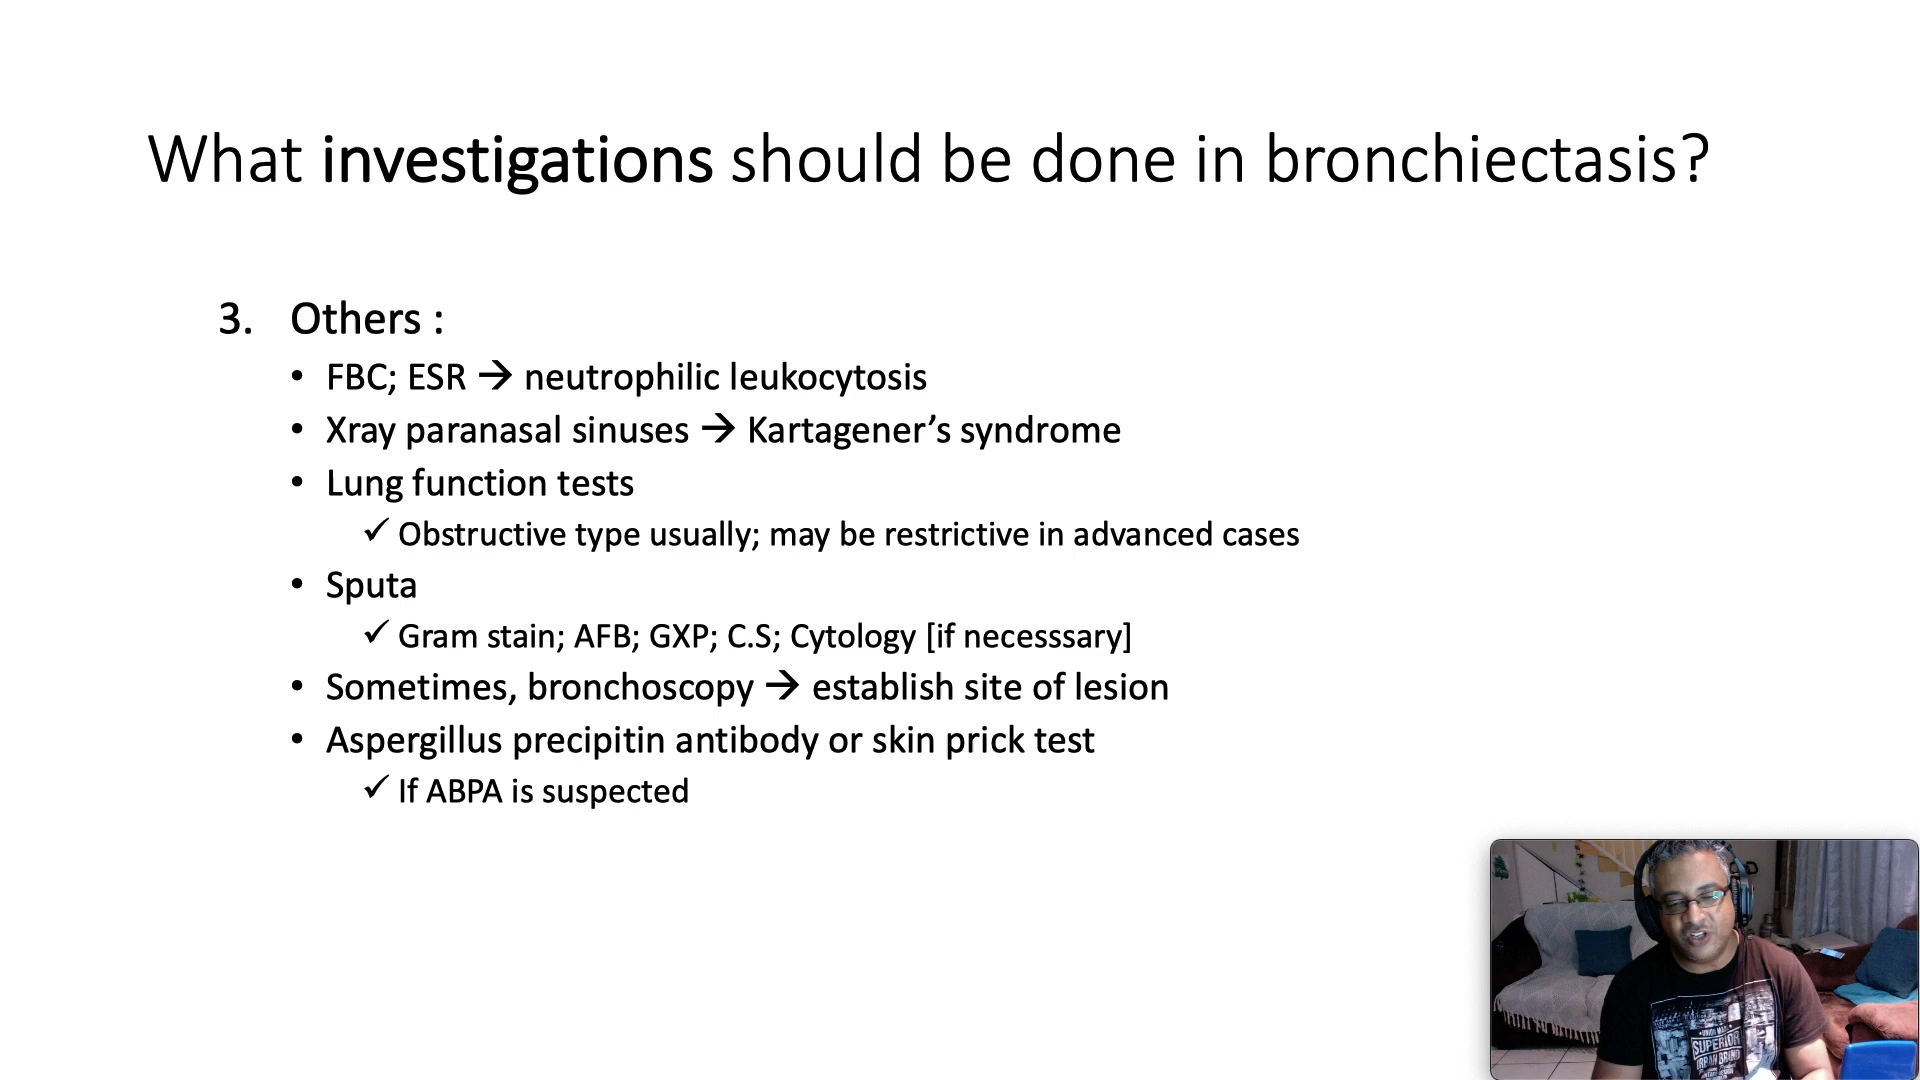 What investigations should be done in bronchiectasis?
3. Others :
• FBC; ESR → neutrophilic leukocytosis
• Xray paranasal sinuses → Kartagener’s syndrome
• Lung function tests
✓ Obstructive type usually; may be restrictive in advanced cases
• Sputa
✓ Gram stain; AFB; GXP; C.S; Cytology [if necesssary]
• Sometimes, bronchoscopy → establish site of lesion
• Aspergillus precipitin antibody or skin prick test
✓ If ABPA is suspected
SUPERIOR